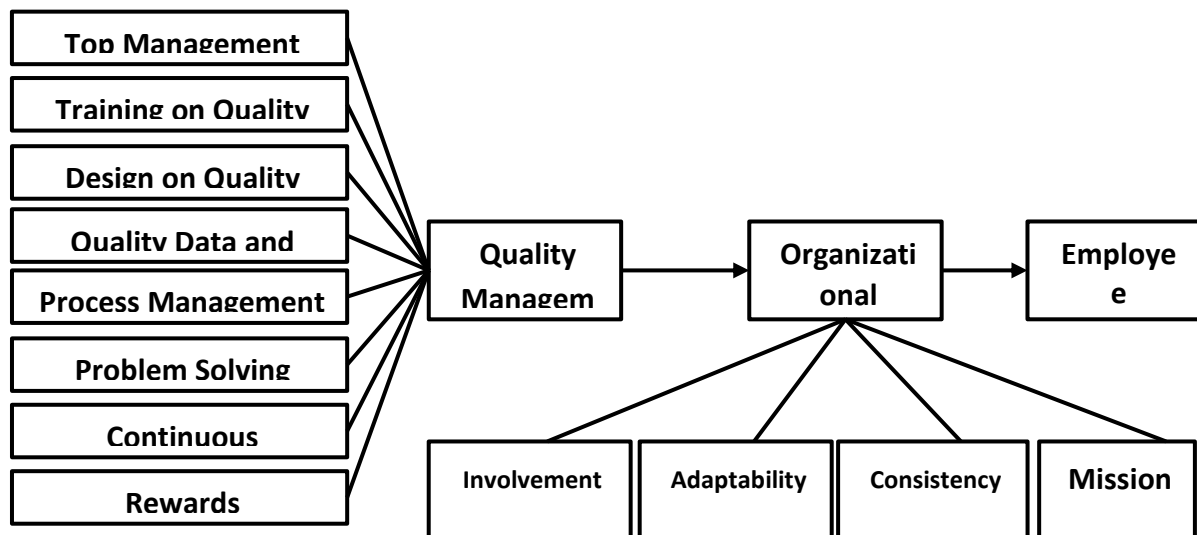 Top Management
Training on Quality
Design on Quality
Quality Data and
Process Management
Problem Solving
Continuous
Rewards
Quality
Managem
Organizati
onal
Employe
e
Involvement
Adaptability
Consistency
Mission